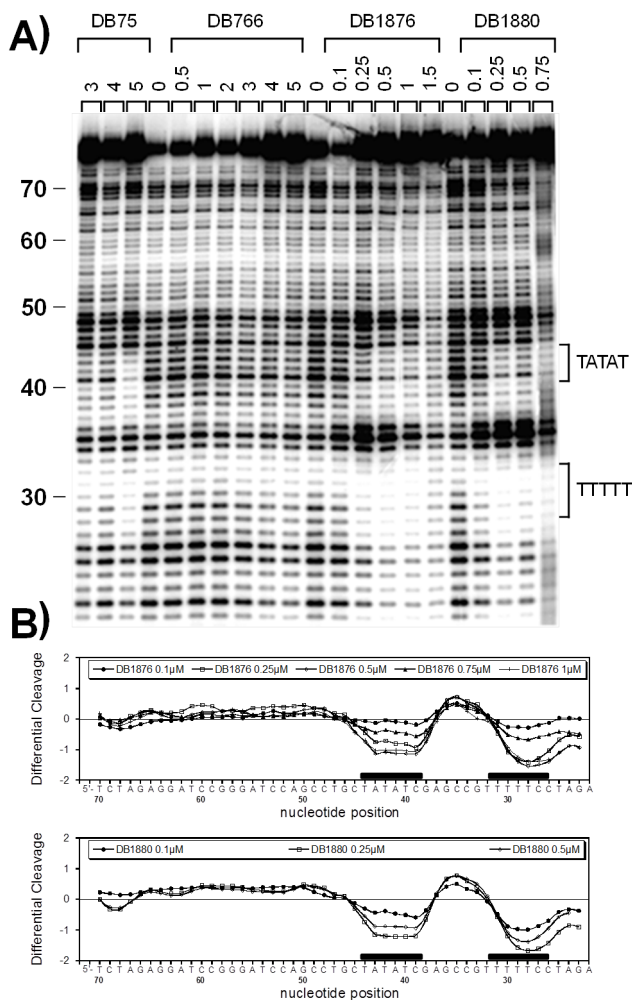 A)
DB75 DB766 DB1876 DB1880
3 4 5 0 0.5 1 2 3 4 5 0 0.1 0.25 0.5 1 1.5 0 0.1 0.25 0.5 0.75
70
60
50
TATAT
40
30
TTTTT
B)
DB1876 0.1µM DB1876 0.25µM DB1876 0.5µM DB1876 0.75µM DB1876 1µM
Differential Cleavage
2
1
0
-1
-2
5'- T C T A G A G G A T C C G G G A T C C A G C C T G C T A T A T C G A G C C G T T T T T C C T A G A
70 60 50 40 30
nucleotide position
DB1880 0.1µM DB1880 0.25µM DB1880 0.5µM
Differential Cleavage
2
1
0
-1
-2
5'- T C T A G A G G A T C C G G G A T C C A G C C T G C T A T A T C G A G C C G T T T T T C C T A G A
70 60 50 40 30
nucleotide position